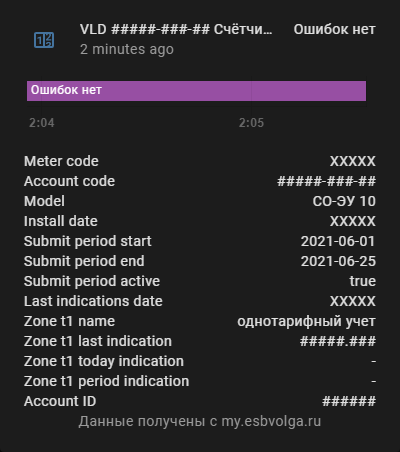 VLD #####-###-## Счётчи... Ошибок нет
2 minutes ago
Ошибок нет
2:04 2:05
Meter code XXXXX
Account code #####-###-##
Model СО-ЭУ 10
Install date XXXXX
Submit period start 2021-06-01
Submit period end 2021-06-25
Submit period active true
Last indications date XXXXX
Zone t1 name однотарифный учет
Zone t1 last indication #####.###
Zone t1 today indication -
Zone t1 period indication -
Account ID ######
Данные получены с my.esbvolga.ru